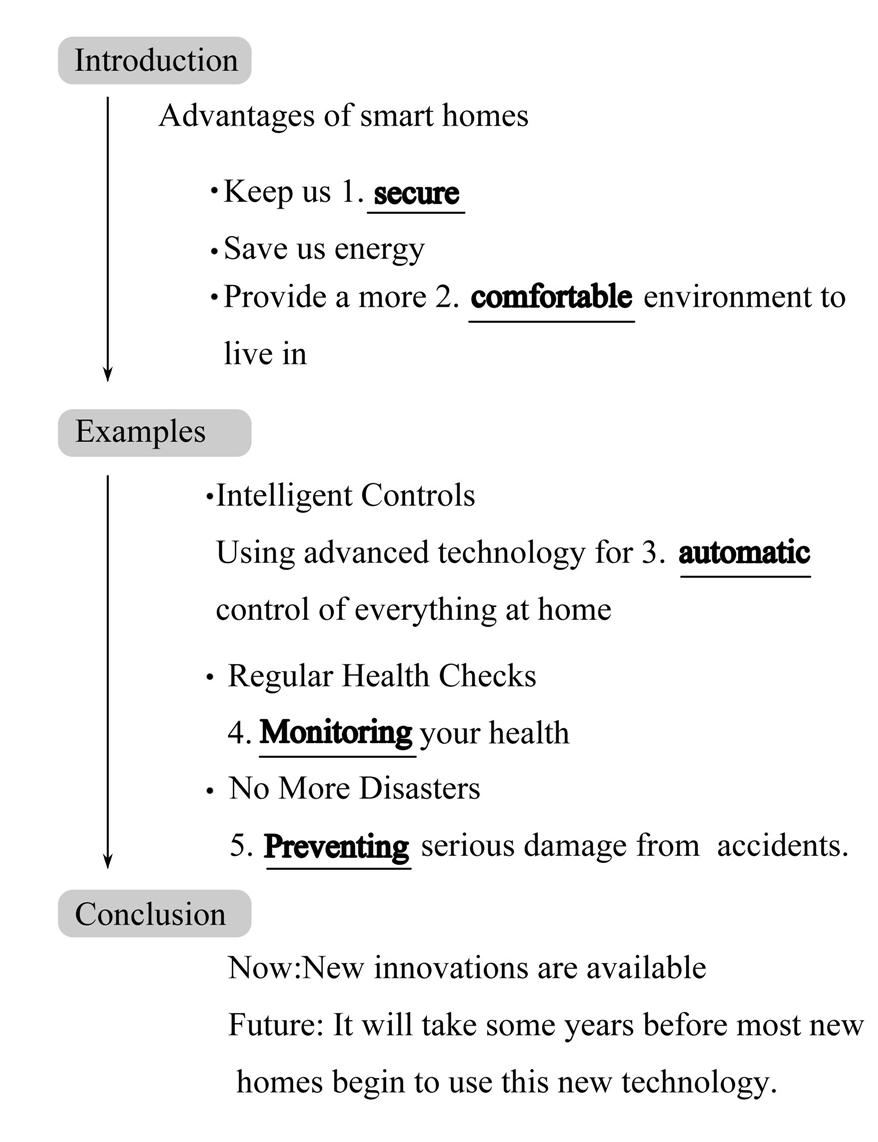 Introduction
Advantages of smart homes
·Keep us 1. secure
·Save us energy
·Provide a more 2. comfortable environment to
live in
Examples
·Intelligent Controls
Using advanced technology for 3. automatic
control of everything at home
· Regular Health Checks
4. Monitoring your health
· No More Disasters
5. Preventing serious damage from accidents.
Conclusion
Now:New innovations are available
Future: It will take some years before most new
homes begin to use this new technology.